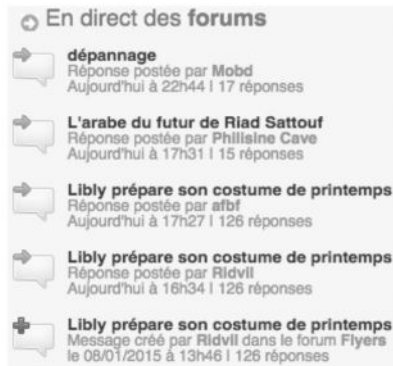 En direct des forums
dépannage
Réponse postée par Mobd
Aujourd'hui à 22h44 | 17 réponses
L'arabe du futur de Riad Sattouf
Réponse postée par Philisine Cave
Aujourd'hui à 17h31 | 15 réponses
Libly prépare son costume de printemps
Réponse postée par afbf
Aujourd'hui à 17h27 | 126 réponses
Libly prépare son costume de printemps
Réponse postée par Ridvil
Aujourd'hui à 16h34 | 126 réponses
Libly prépare son costume de printemps
Message créé par Ridvil dans le forum Flyers
le 08/01/2015 à 13h46 | 126 réponses